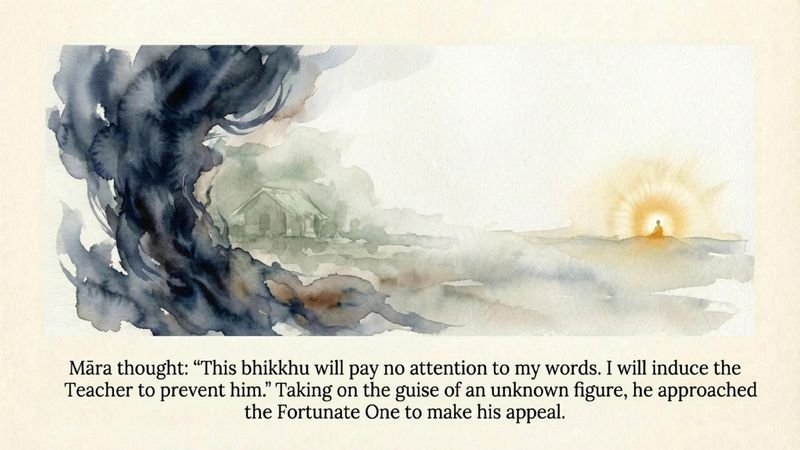 Māra thought: “This bhikkhu will pay no attention to my words. I will induce the
Teacher to prevent him.” Taking on the guise of an unknown figure, he approached
the Fortunate One to make his appeal.